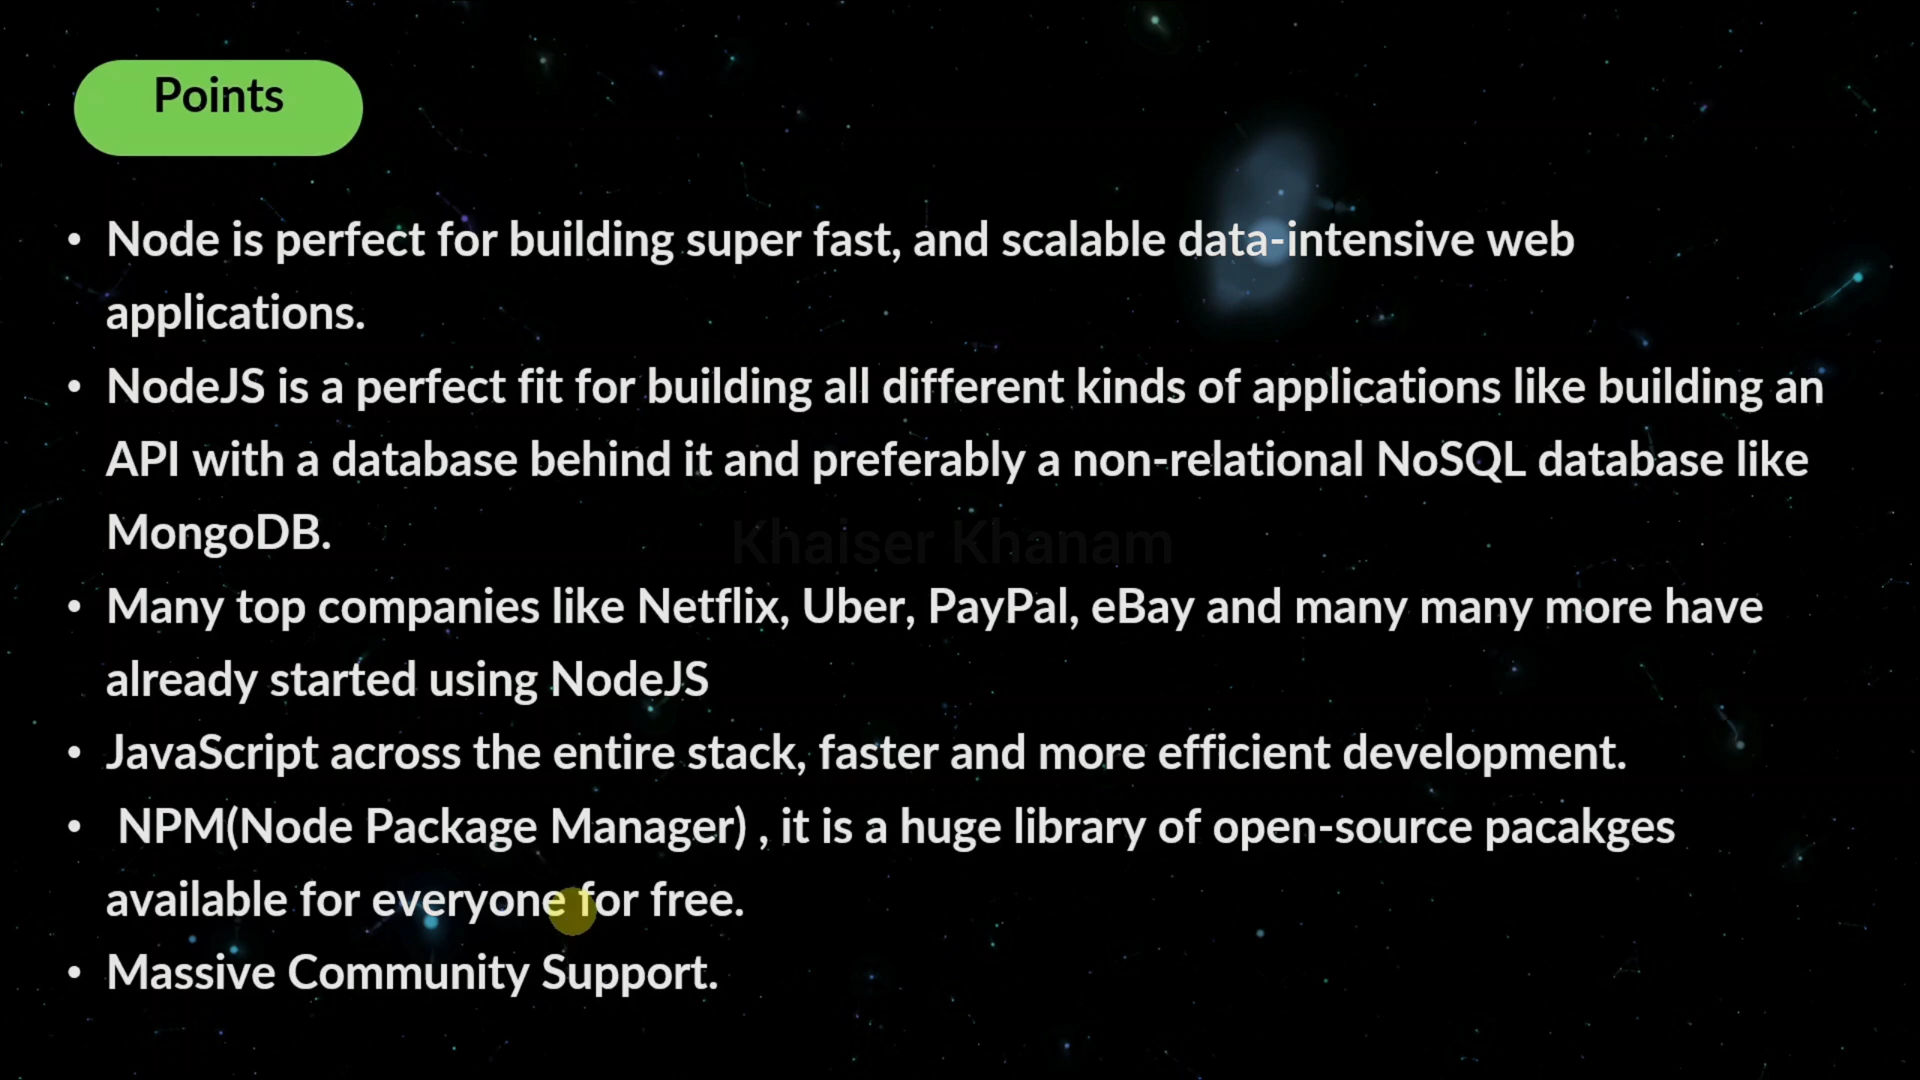 Points
• Node is perfect for building super fast, and scalable data-intensive web
applications.
• NodeJS is a perfect fit for building all different kinds of applications like building an
API with a database behind it and preferably a non-relational NoSQL database like
MongoDB.
Khaiser Khanam
• Many top companies like Netflix, Uber, PayPal, eBay and many many more have
already started using NodeJS
• JavaScript across the entire stack, faster and more efficient development.
• NPM(Node Package Manager) , it is a huge library of open-source pacakges
available for everyone for free.
• Massive Community Support.